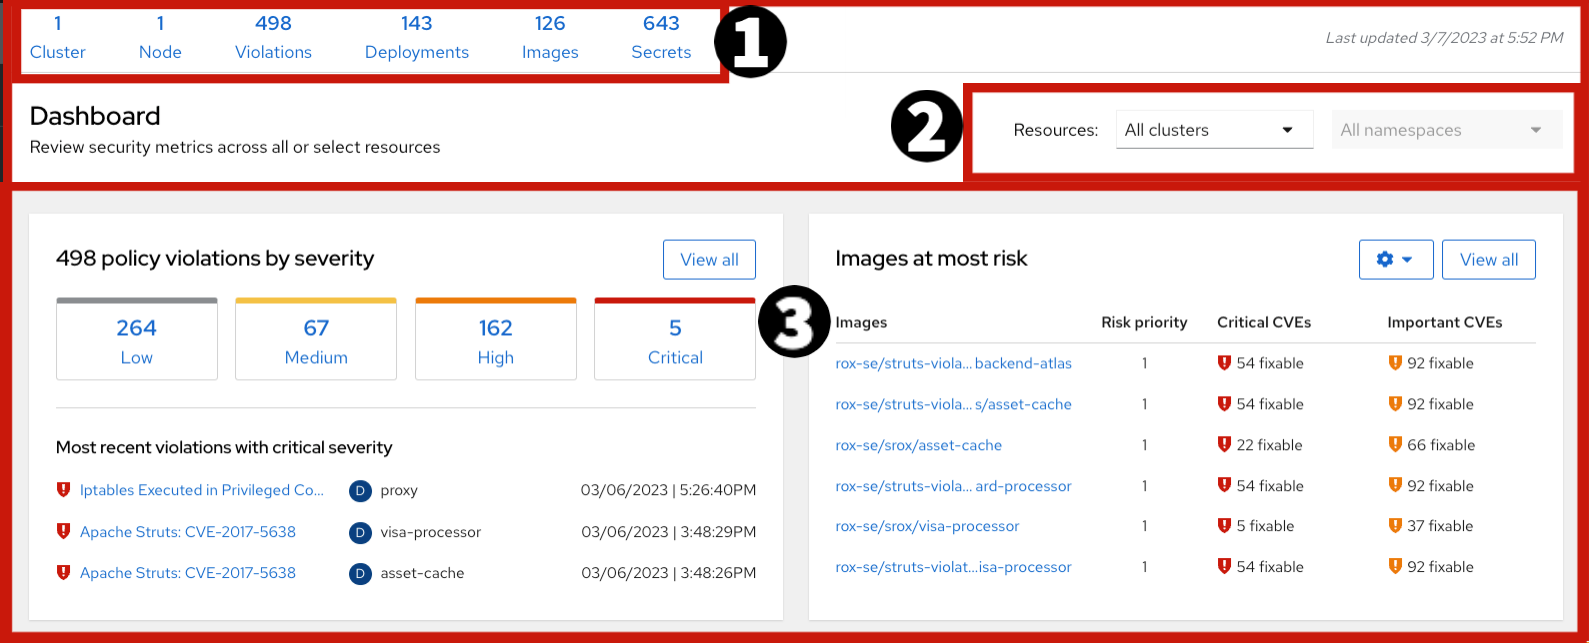 1 1 498 143 126 643
Cluster Node Violations Deployments Images Secrets
1
Last updated 3/7/2023 at 5:52 PM
Dashboard
Review security metrics across all or select resources
2
Resources: All clusters All namespaces
498 policy violations by severity View all
264 67 162 5
Low Medium High Critical
Most recent violations with critical severity
Iptables Executed in Privileged Co... D proxy 03/06/2023 | 5:26:40PM
Apache Struts: CVE-2017-5638 D visa-processor 03/06/2023 | 3:48:29PM
Apache Struts: CVE-2017-5638 D asset-cache 03/06/2023 | 3:48:26PM
3
Images at most risk View all
Images Risk priority Critical CVEs Important CVEs
rox-se/struts-viola... backend-atlas 1 54 fixable 92 fixable
rox-se/struts-viola... s/asset-cache 1 54 fixable 92 fixable
rox-se/srox/asset-cache 1 22 fixable 66 fixable
rox-se/struts-viola... ard-processor 1 54 fixable 92 fixable
rox-se/srox/visa-processor 1 5 fixable 37 fixable
rox-se/struts-violat...isa-processor 1 54 fixable 92 fixable